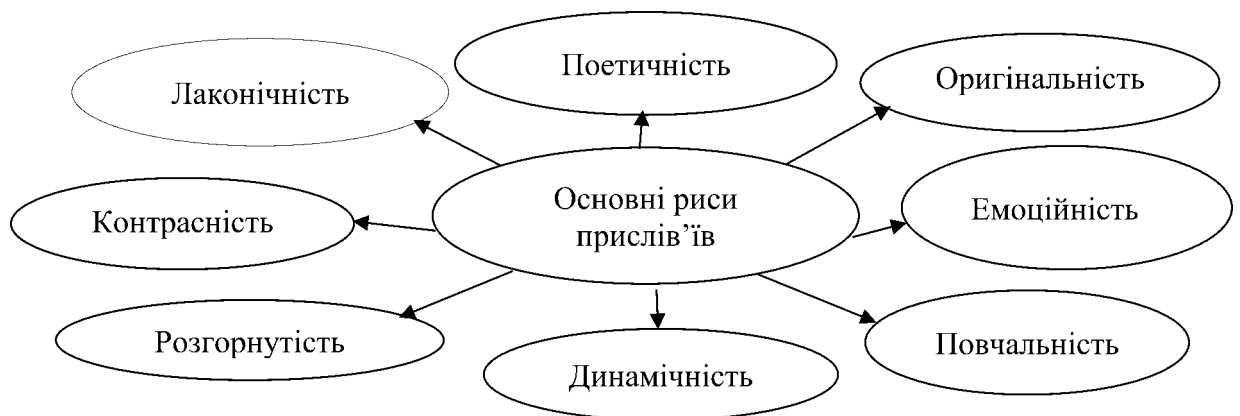 Поетичність
Оригінальність
Лаконічність
Основні риси
прислів’їв
Емоційність
Контрасність
Розгорнутість
Динамічність
Повчальність